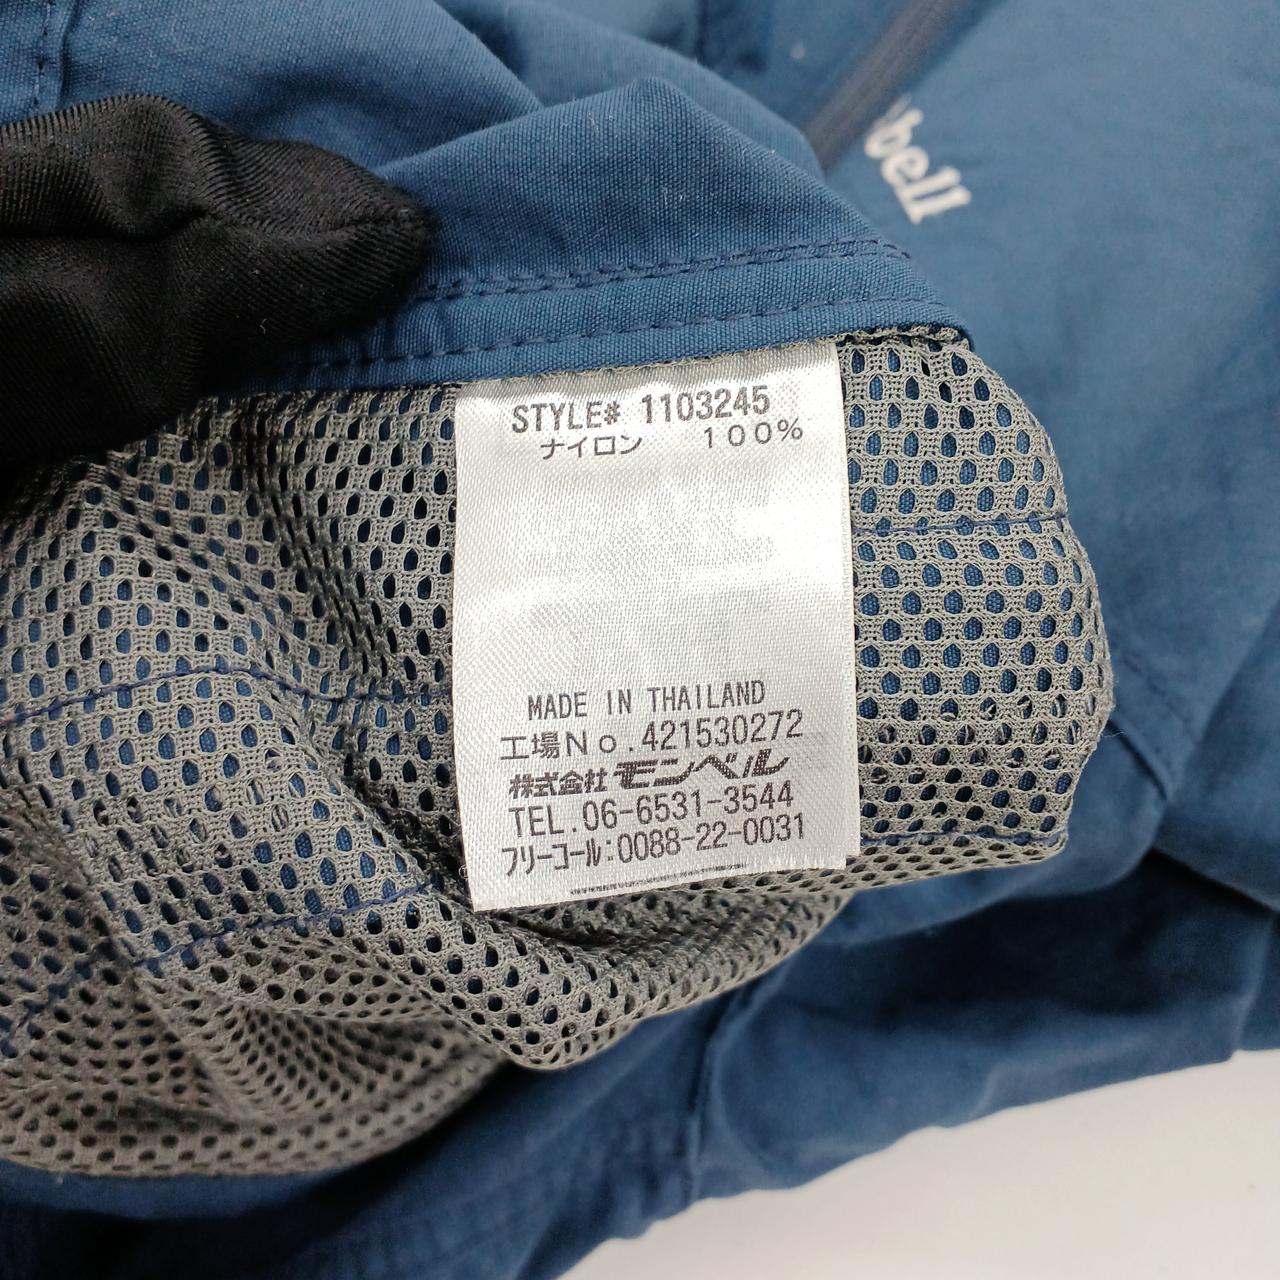 bell
STYLE# 1103245
ナイロン 100%
MADE IN THAILAND
工場No.421530272
株式会社モンベル
TEL.06-6531-3544
フリーコール:0088-22-0031